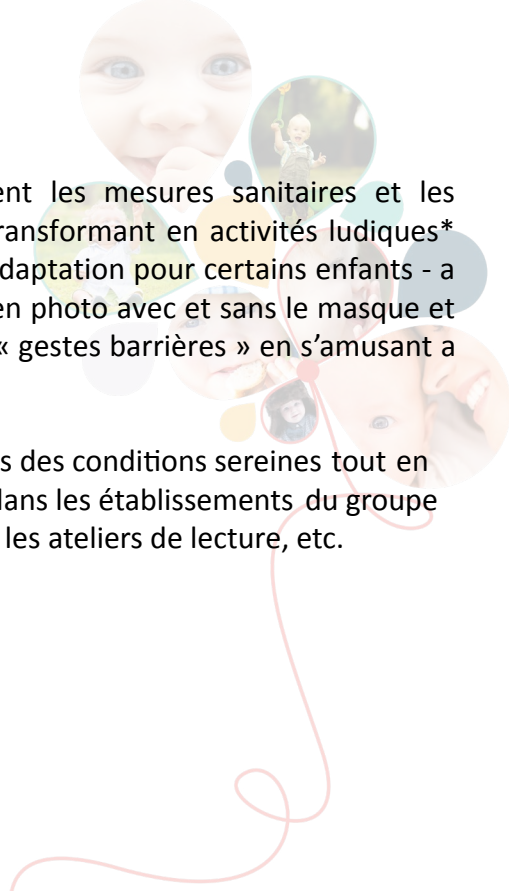 ent les mesures sanitaires et les
ransformant en activités ludiques*
daptation pour certains enfants - a
en photo avec et sans le masque et
« gestes barrières » en s’amusant a
s des conditions sereines tout en
dans les établissements du groupe
les ateliers de lecture, etc.